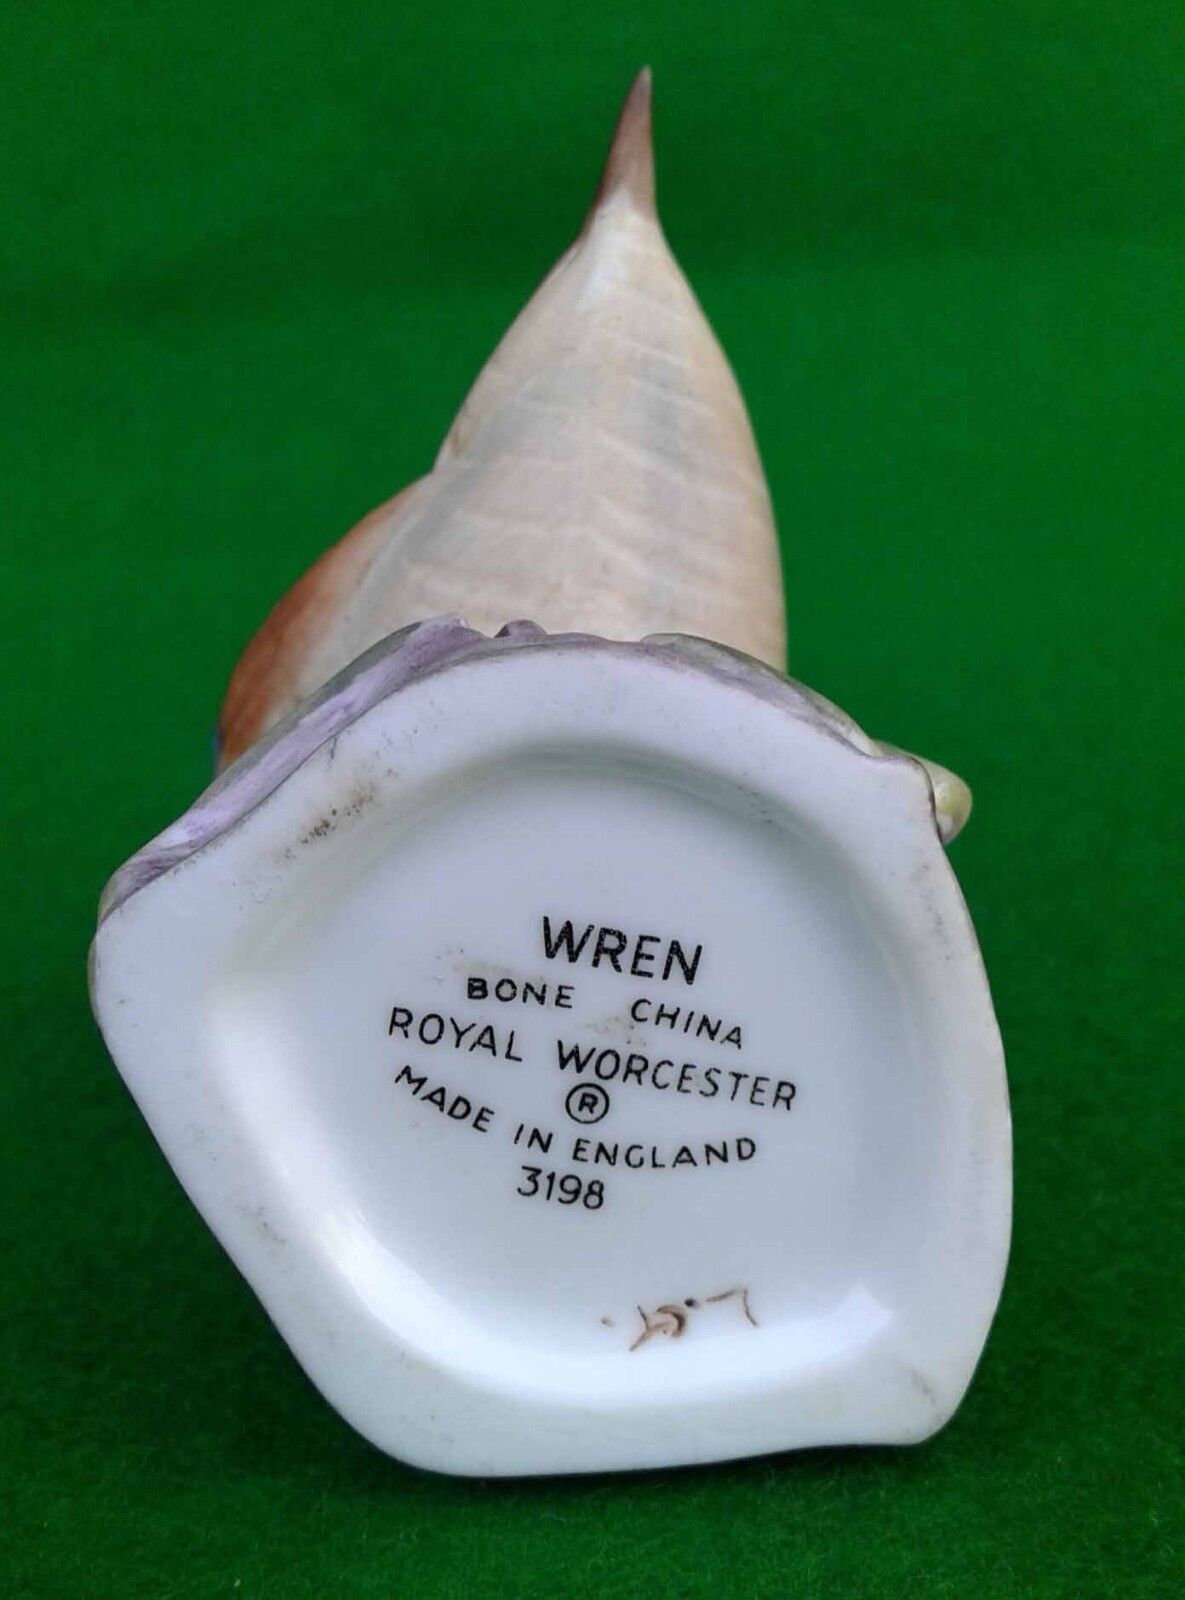 WREN
BONE CHINA
ROYAL WORCESTER
®
MADE IN ENGLAND
3198